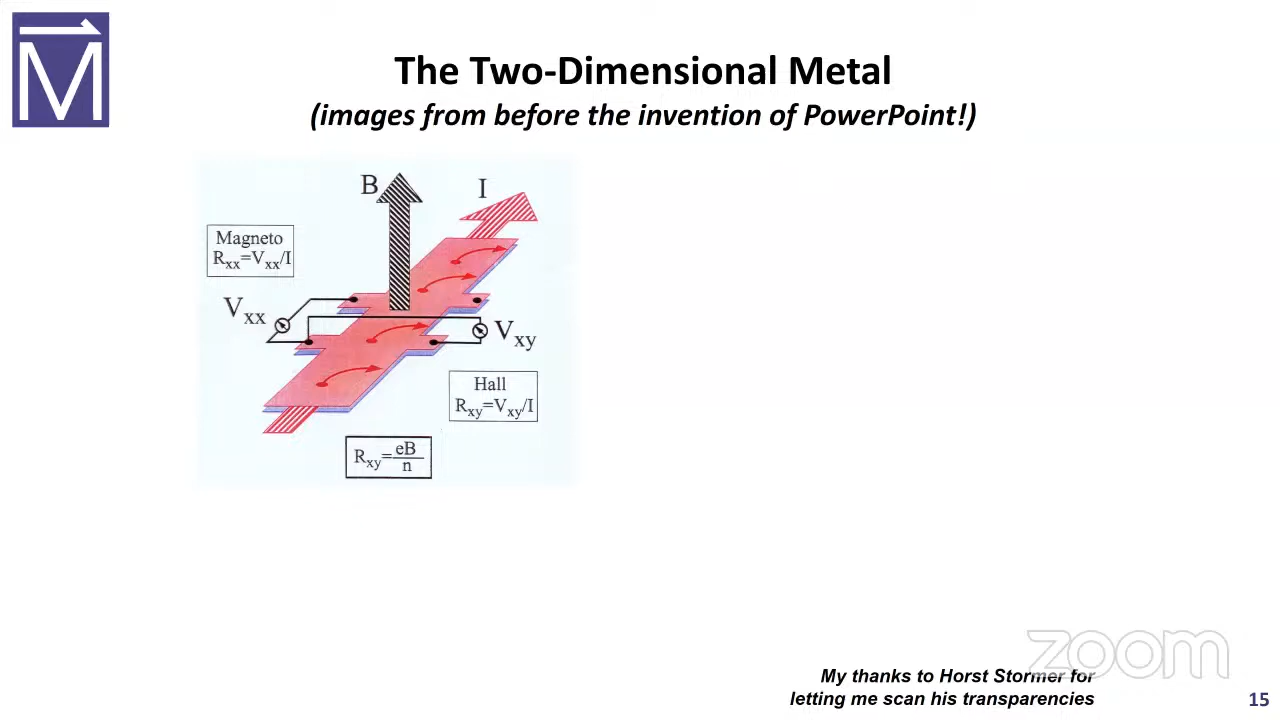 M
The Two-Dimensional Metal
(images from before the invention of PowerPoint!)
B
I
Magneto
Rxx=Vxx/I
Vxx
Vxy
Hall
Rxy=Vxy/I
Rxy=eB/n
zoom
My thanks to Horst Stormer for
letting me scan his transparencies
15